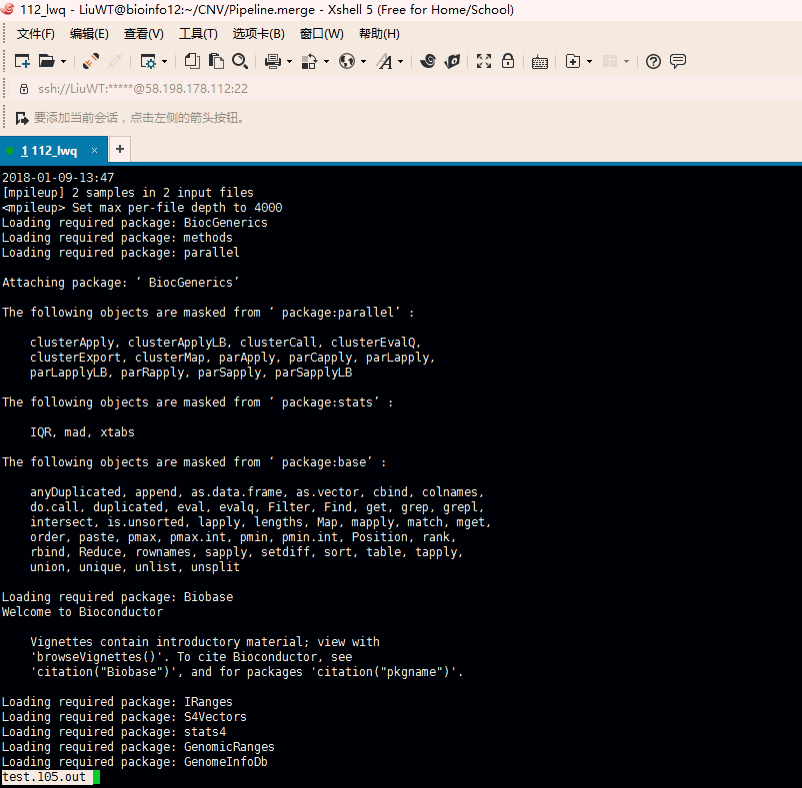 112_lwq - LiuWT@bioinfo12:~/CNV/Pipeline.merge - Xshell 5 (Free for Home/School)
文件(F) 编辑(E) 查看(V) 工具(T) 选项卡(B) 窗口(W) 帮助(H)
ssh://LiuWT:*****@58.198.178.112:22
要添加当前会话，点击左侧的箭头按钮。
1 112_lwq × +
2018-01-09-13:47
[mpileup] 2 samples in 2 input files
<mpileup> Set max per-file depth to 4000
Loading required package: BiocGenerics
Loading required package: methods
Loading required package: parallel
Attaching package: ‘ BiocGenerics’
The following objects are masked from ‘ package:parallel’ :
clusterApply, clusterApplyLB, clusterCall, clusterEvalQ,
clusterExport, clusterMap, parApply, parCapply, parLapply,
parLapplyLB, parRapply, parSapply, parSapplyLB
The following objects are masked from ‘ package:stats’ :
IQR, mad, xtabs
The following objects are masked from ‘ package:base’ :
anyDuplicated, append, as.data.frame, as.vector, cbind, colnames,
do.call, duplicated, eval, evalq, Filter, Find, get, grep, grepl,
intersect, is.unsorted, lapply, lengths, Map, mapply, match, mget,
order, paste, pmax, pmax.int, pmin, pmin.int, Position, rank,
rbind, Reduce, rownames, sapply, setdiff, sort, table, tapply,
union, unique, unlist, unsplit
Loading required package: Biobase
Welcome to Bioconductor
Vignettes contain introductory material; view with
'browseVignettes()'. To cite Bioconductor, see
'citation("Biobase")', and for packages 'citation("pkgname")'.
Loading required package: IRanges
Loading required package: S4Vectors
Loading required package: stats4
Loading required package: GenomicRanges
Loading required package: GenomeInfoDb
test.105.out